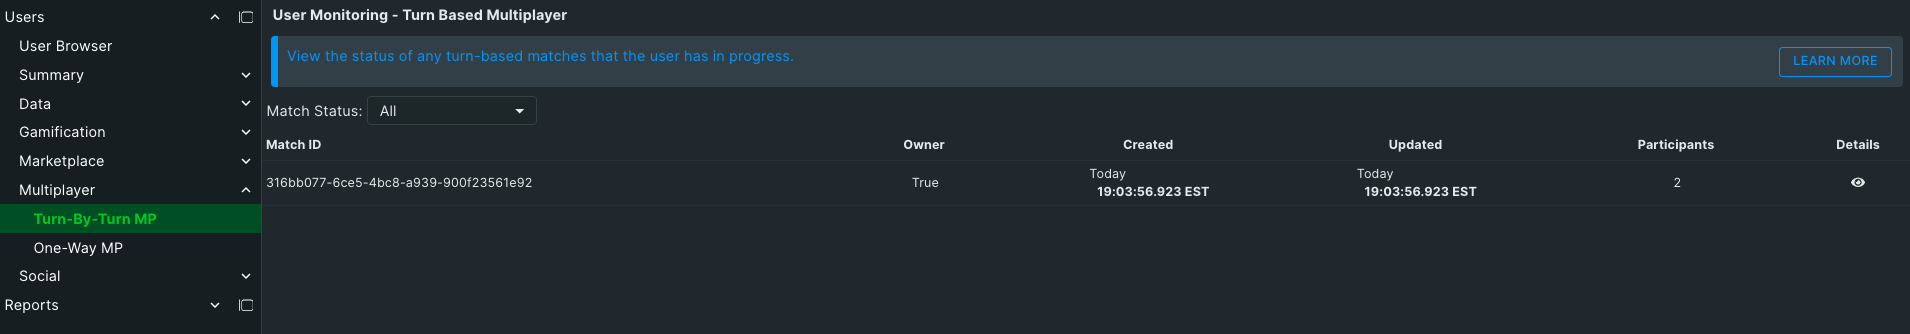 Users
User Browser
Summary
Data
Gamification
Marketplace
Multiplayer
Turn-By-Turn MP
One-Way MP
Social
Reports
User Monitoring - Turn Based Multiplayer
View the status of any turn-based matches that the user has in progress.
LEARN MORE
Match Status: All
Match ID Owner Created Updated Participants Details
316bb077-6ce5-4bc8-a939-900f23561e92 True Today 19:03:56.923 EST Today 19:03:56.923 EST 2